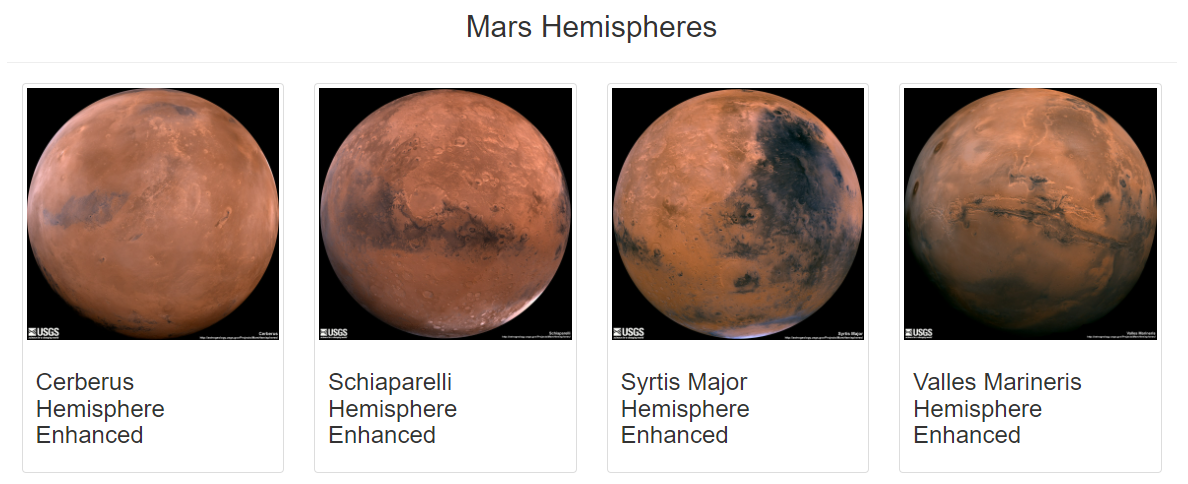 Mars Hemispheres
USGS
Cerberus
Cerberus
Hemisphere
Enhanced
USGS
Schiaparelli
Schiaparelli
Hemisphere
Enhanced
USGS
Syrtis Major
Syrtis Major
Hemisphere
Enhanced
USGS
Valles Marineris
Valles Marineris
Hemisphere
Enhanced